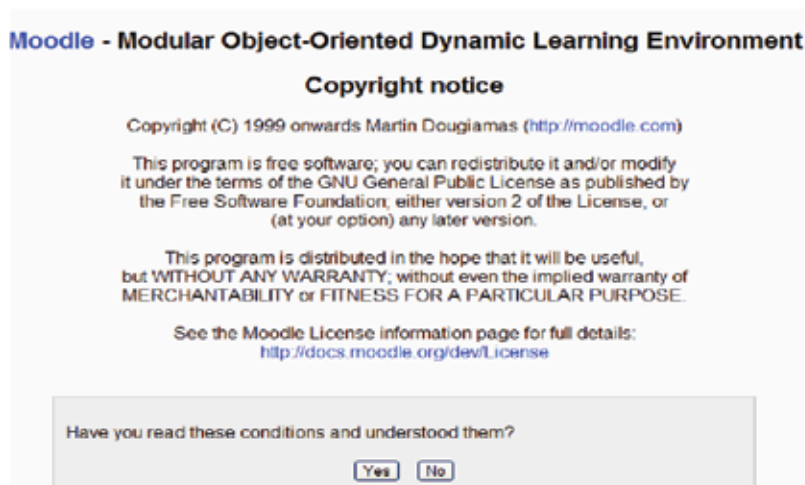 Moodle - Modular Object-Oriented Dynamic Learning Environment
Copyright notice
Copyright (C) 1999 onwards Martin Dougiamas (http://moodle.com)
This program is free software; you can redistribute it and/or modify
it under the terms of the GNU General Public License as published by
the Free Software Foundation; either version 2 of the License, or
(at your option) any later version.
This program is distributed in the hope that it will be useful,
but WITHOUT ANY WARRANTY; without even the implied warranty of
MERCHANTABILITY or FITNESS FOR A PARTICULAR PURPOSE.
See the Moodle License information page for full details:
http://docs.moodle.org/dev/License
Have you read these conditions and understood them?
Yes No